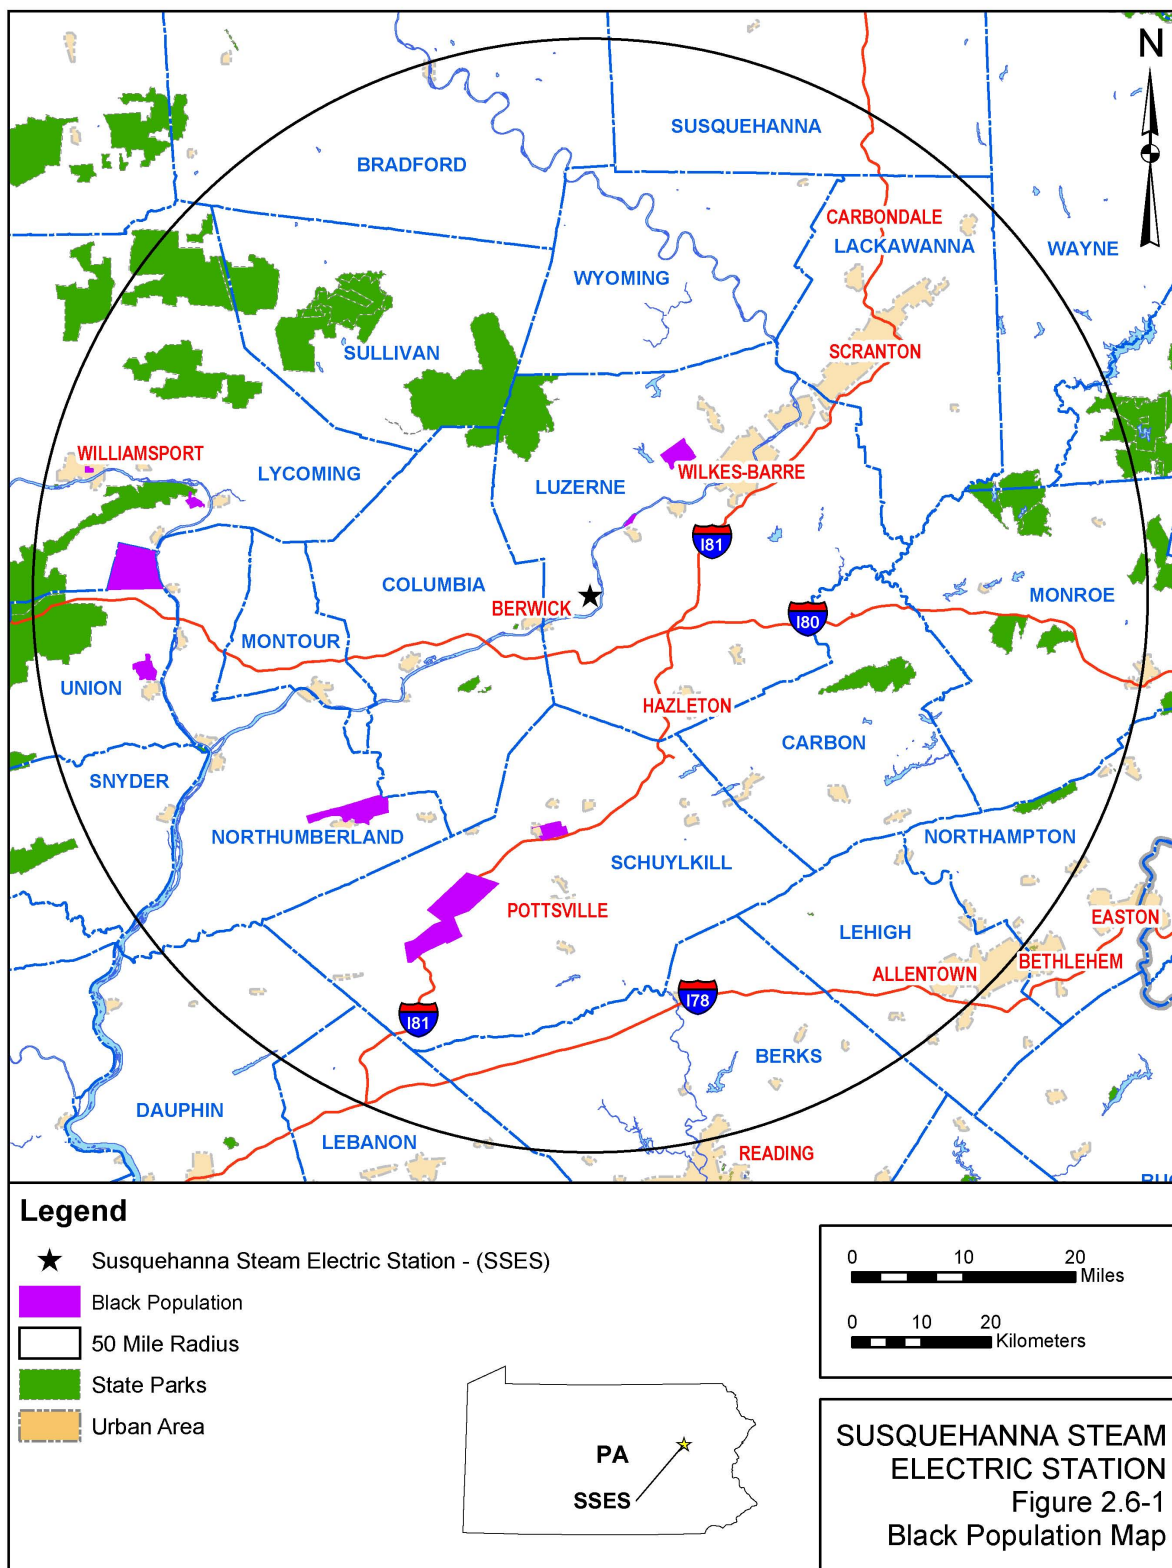 N
SUSQUEHANNA
BRADFORD
CARBONDALE
LACKAWANNA
WAYNE
WYOMING
SULLIVAN
SCRANTON
WILLIAMSPORT
LYCOMING
WILKES-BARRE
LUZERNE
I81
COLUMBIA
BERWICK
MONROE
I80
MONTOUR
UNION
HAZLETON
CARBON
SNYDER
NORTHUMBERLAND
NORTHAMPTON
SCHUYLKILL
POTTSVILLE
EASTON
LEHIGH
BETHLEHEM
ALLENTOWN
I78
I81
BERKS
DAUPHIN
LEBANON
READING
BUC
Legend
Susquehanna Steam Electric Station - (SSES)
Black Population
50 Mile Radius
State Parks
Urban Area
PA
SSES
0 10 20
Miles
0 10 20
Kilometers
SUSQUEHANNA STEAM
ELECTRIC STATION
Figure 2.6-1
Black Population Map